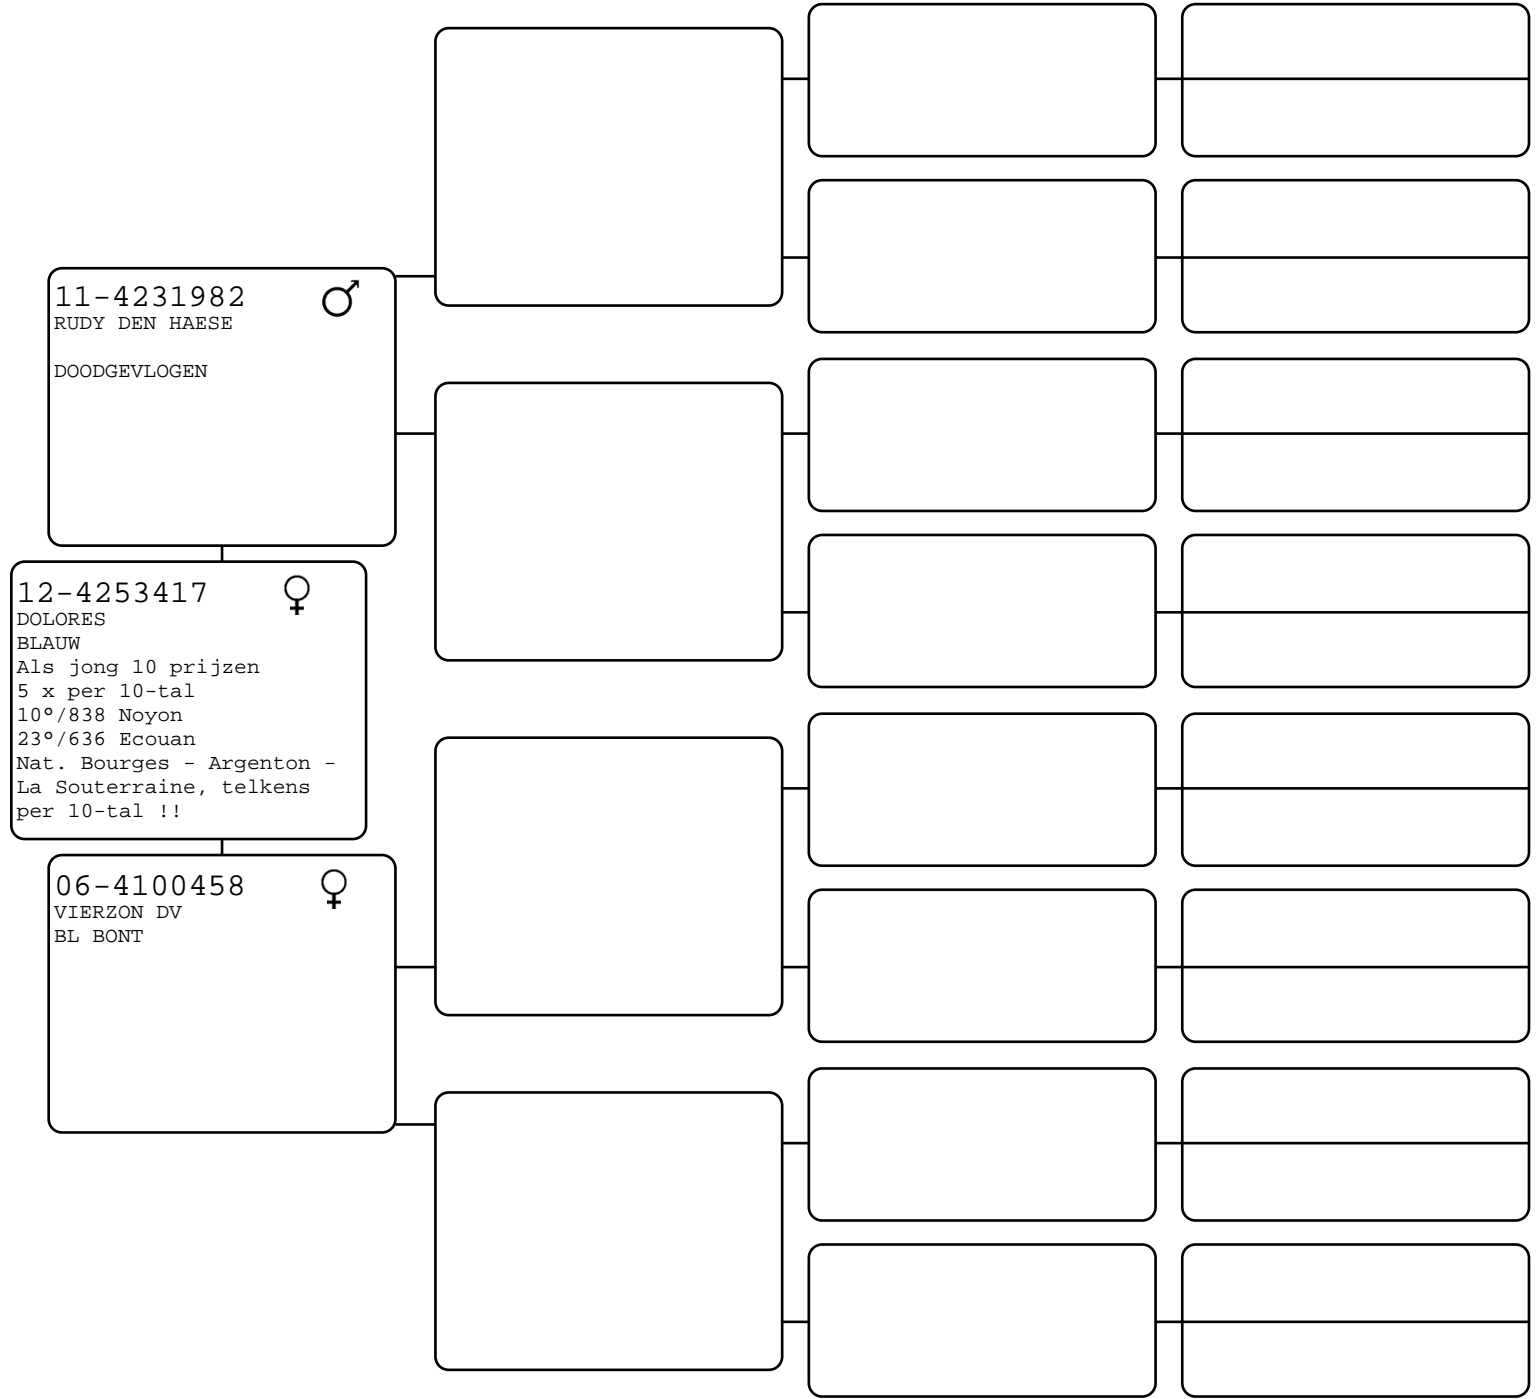 11-4231982
RUDY DEN HAESE
DOODGEVLOGEN
12-4253417
DOLORES
BLAUW
Als jong 10 prijzen
5 x per 10-tal
10°/838 Noyon
23°/636 Ecouan
Nat. Bourges - Argenton -
La Souterraine, telkens
per 10-tal !!
06-4100458
VIERZON DV
BL BONT